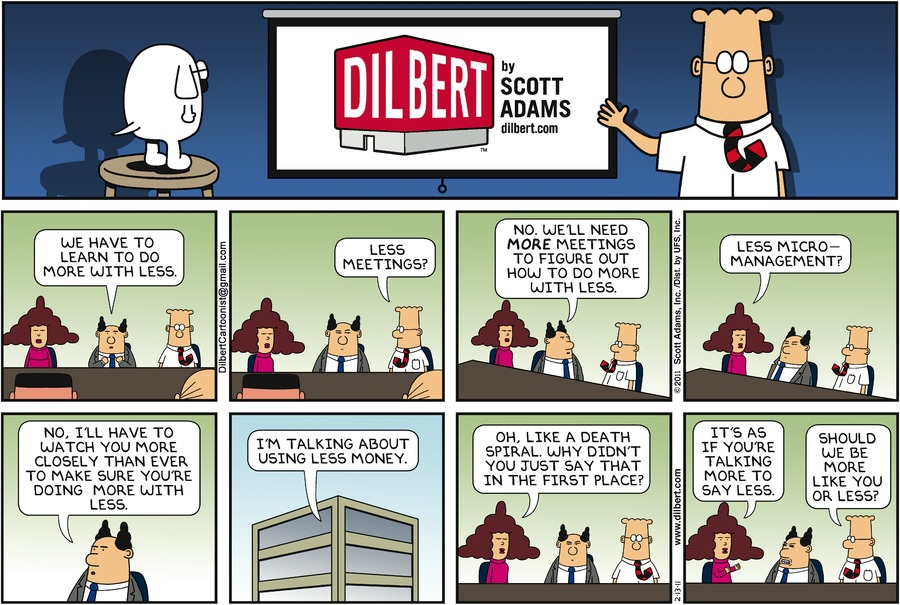 DILBERT
by
SCOTT
ADAMS
dilbert.com
TM
WE HAVE TO
LEARN TO DO
MORE WITH LESS.
DilbertCartoonist@gmail.com
LESS
MEETINGS?
NO. WE'LL NEED
MORE MEETINGS
TO FIGURE OUT
HOW TO DO MORE
WITH LESS.
© 2011 Scott Adams, Inc. /Dist. by UFS, Inc.
LESS MICRO-
MANAGEMENT?
NO, I'LL HAVE TO
WATCH YOU MORE
CLOSELY THAN EVER
TO MAKE SURE YOU'RE
DOING MORE WITH
LESS.
I'M TALKING ABOUT
USING LESS MONEY.
OH, LIKE A DEATH
SPIRAL. WHY DIDN'T
YOU JUST SAY THAT
IN THE FIRST PLACE?
www.dilbert.com
2-13-11
IT'S AS
IF YOU'RE
TALKING
MORE TO
SAY LESS.
SHOULD
WE BE
MORE
LIKE YOU
OR LESS?